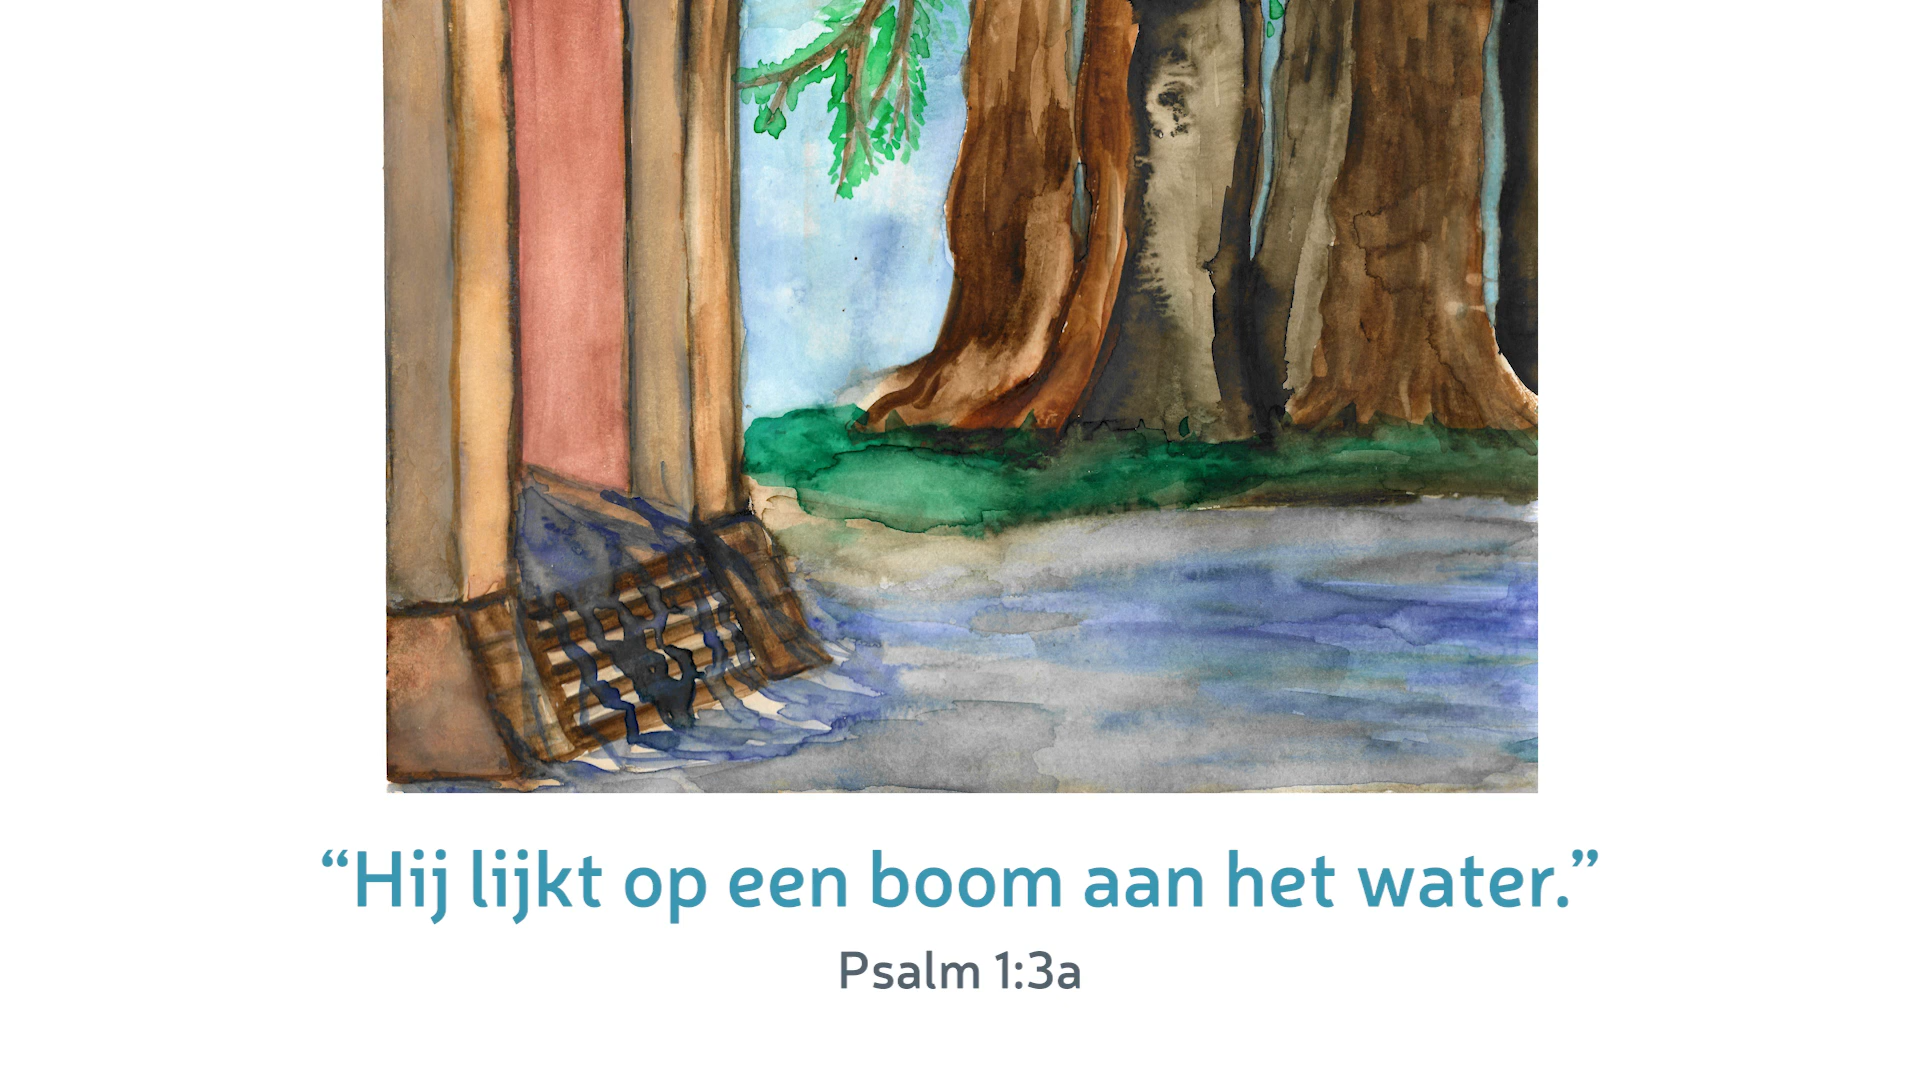 “Hij lijkt op een boom aan het water.”
Psalm 1:3a